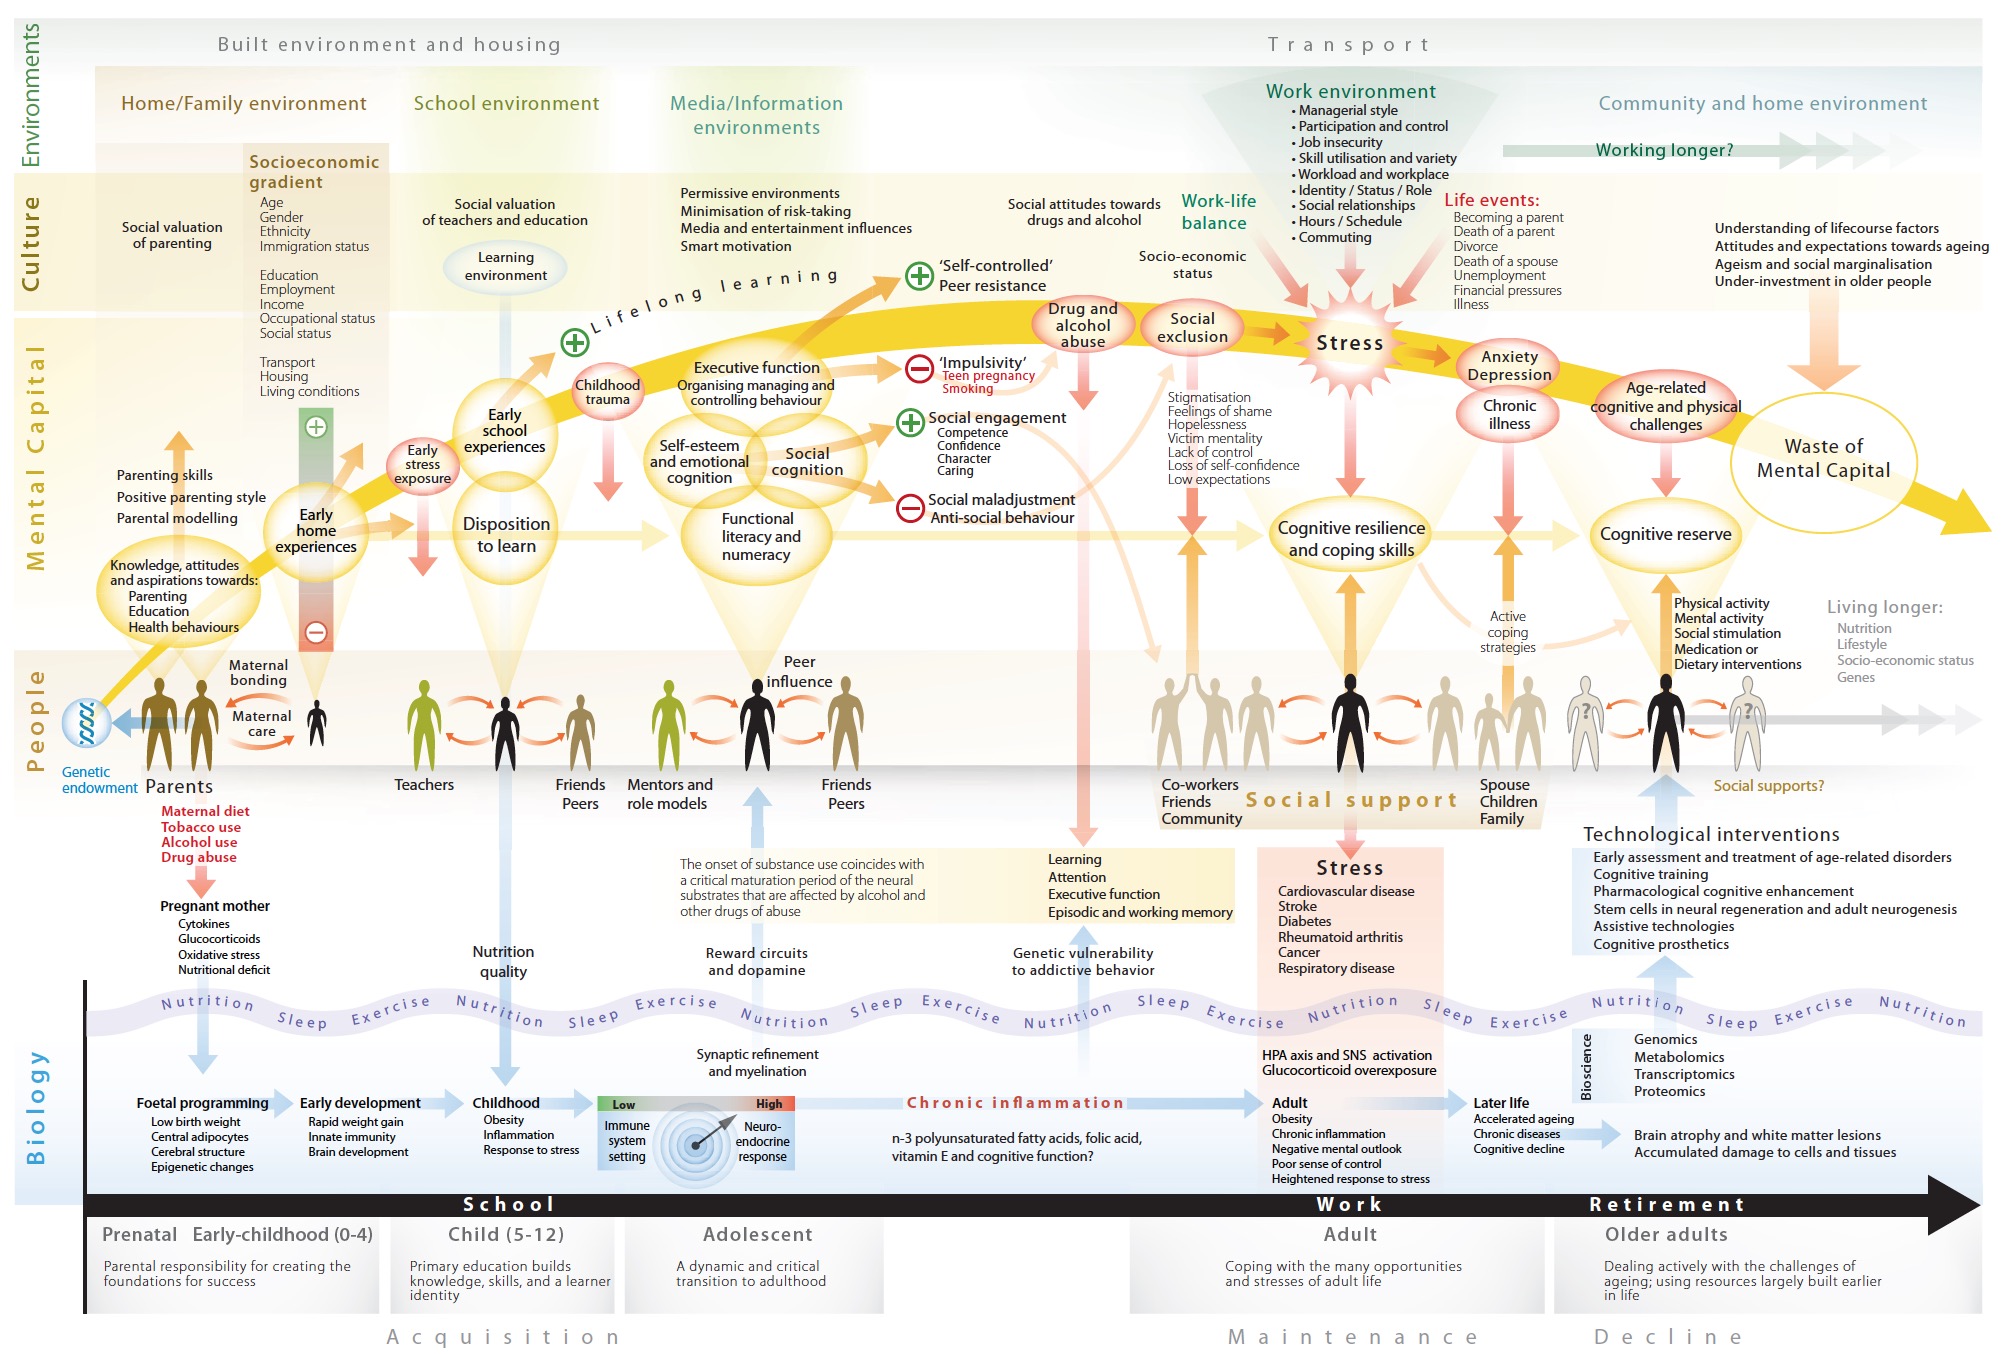 Environments
Built environment and housing
Transport
Home/Family environment
School environment
Media/Information
environments
Work environment
• Managerial style
• Participation and control
• Job insecurity
• Skill utilisation and variety
• Workload and workplace
• Identity / Status / Role
• Social relationships
• Hours / Schedule
• Commuting
Community and home environment
Working longer?
Culture
Social valuation
of parenting
Socioeconomic
gradient
Age
Gender
Ethnicity
Immigration status
Education
Employment
Income
Occupational status
Social status
Transport
Housing
Living conditions
Social valuation
of teachers and education
Learning
environment
Permissive environments
Minimisation of risk-taking
Media and entertainment influences
Smart motivation
Social attitudes towards
drugs and alcohol
Work-life
balance
Socio-economic
status
Life events:
Becoming a parent
Death of a parent
Divorce
Death of a spouse
Unemployment
Financial pressures
Illness
Understanding of lifecourse factors
Attitudes and expectations towards ageing
Ageism and social marginalisation
Under-investment in older people
Mental Capital
Lifelong learning
Parenting skills
Positive parenting style
Parental modelling
Knowledge, attitudes
and aspirations towards:
Parenting
Education
Health behaviours
Early
home
experiences
Early
stress
exposure
Early
school
experiences
Disposition
to learn
Childhood
trauma
Executive function
Organising managing and
controlling behaviour
Self-esteem
and emotional
cognition
Social
cognition
Functional
literacy and
numeracy
‘Self-controlled’
Peer resistance
‘Impulsivity’
Teen pregnancy
Smoking
Social engagement
Competence
Confidence
Character
Caring
Social maladjustment
Anti-social behaviour
Drug and
alcohol
abuse
Social
exclusion
Stigmatisation
Feelings of shame
Hopelessness
Victim mentality
Lack of control
Loss of self-confidence
Low expectations
Stress
Cognitive resilience
and coping skills
Anxiety
Depression
Chronic
illness
Age-related
cognitive and physical
challenges
Cognitive reserve
Waste of
Mental Capital
Active
coping
strategies
Physical activity
Mental activity
Social stimulation
Medication or
Dietary interventions
Living longer:
Nutrition
Lifestyle
Socio-economic status
Genes
People
Genetic
endowment
Parents
Maternal
bonding
Maternal
care
Teachers
Friends
Peers
Mentors and
role models
Peer
influence
Friends
Peers
Co-workers
Friends
Community
Social support
Spouse
Children
Family
?
?
Social supports?
Maternal diet
Tobacco use
Alcohol use
Drug abuse
Pregnant mother
Cytokines
Glucocorticoids
Oxidative stress
Nutritional deficit
Nutrition
quality
The onset of substance use coincides with
a critical maturation period of the neural
substrates that are affected by alcohol and
other drugs of abuse
Learning
Attention
Executive function
Episodic and working memory
Reward circuits
and dopamine
Genetic vulnerability
to addictive behavior
Stress
Cardiovascular disease
Stroke
Diabetes
Rheumatoid arthritis
Cancer
Respiratory disease
Technological interventions
Early assessment and treatment of age-related disorders
Cognitive training
Pharmacological cognitive enhancement
Stem cells in neural regeneration and adult neurogenesis
Assistive technologies
Cognitive prosthetics
Nutrition Sleep Exercise Nutrition Sleep Exercise Nutrition Sleep Exercise Nutrition Sleep Exercise Nutrition Sleep Exercise Nutrition Sleep Exercise Nutrition
Biology
Synaptic refinement
and myelination
HPA axis and SNS activation
Glucocorticoid overexposure
Bioscience
Genomics
Metabolomics
Transcriptomics
Proteomics
Foetal programming
Low birth weight
Central adipocytes
Cerebral structure
Epigenetic changes
Early development
Rapid weight gain
Innate immunity
Brain development
Childhood
Obesity
Inflammation
Response to stress
Low
High
Immune
system
setting
Neuro-
endocrine
response
Chronic inflammation
n-3 polyunsaturated fatty acids, folic acid,
vitamin E and cognitive function?
Adult
Obesity
Chronic inflammation
Negative mental outlook
Poor sense of control
Heightened response to stress
Later life
Accelerated ageing
Chronic diseases
Cognitive decline
Brain atrophy and white matter lesions
Accumulated damage to cells and tissues
School
Work
Retirement
Prenatal
Early-childhood (0-4)
Parental responsibility for creating the
foundations for success
Child (5-12)
Primary education builds
knowledge, skills, and a learner
identity
Adolescent
A dynamic and critical
transition to adulthood
Adult
Coping with the many opportunities
and stresses of adult life
Older adults
Dealing actively with the challenges of
ageing; using resources largely built earlier
in life
Acquisition
Maintenance
Decline